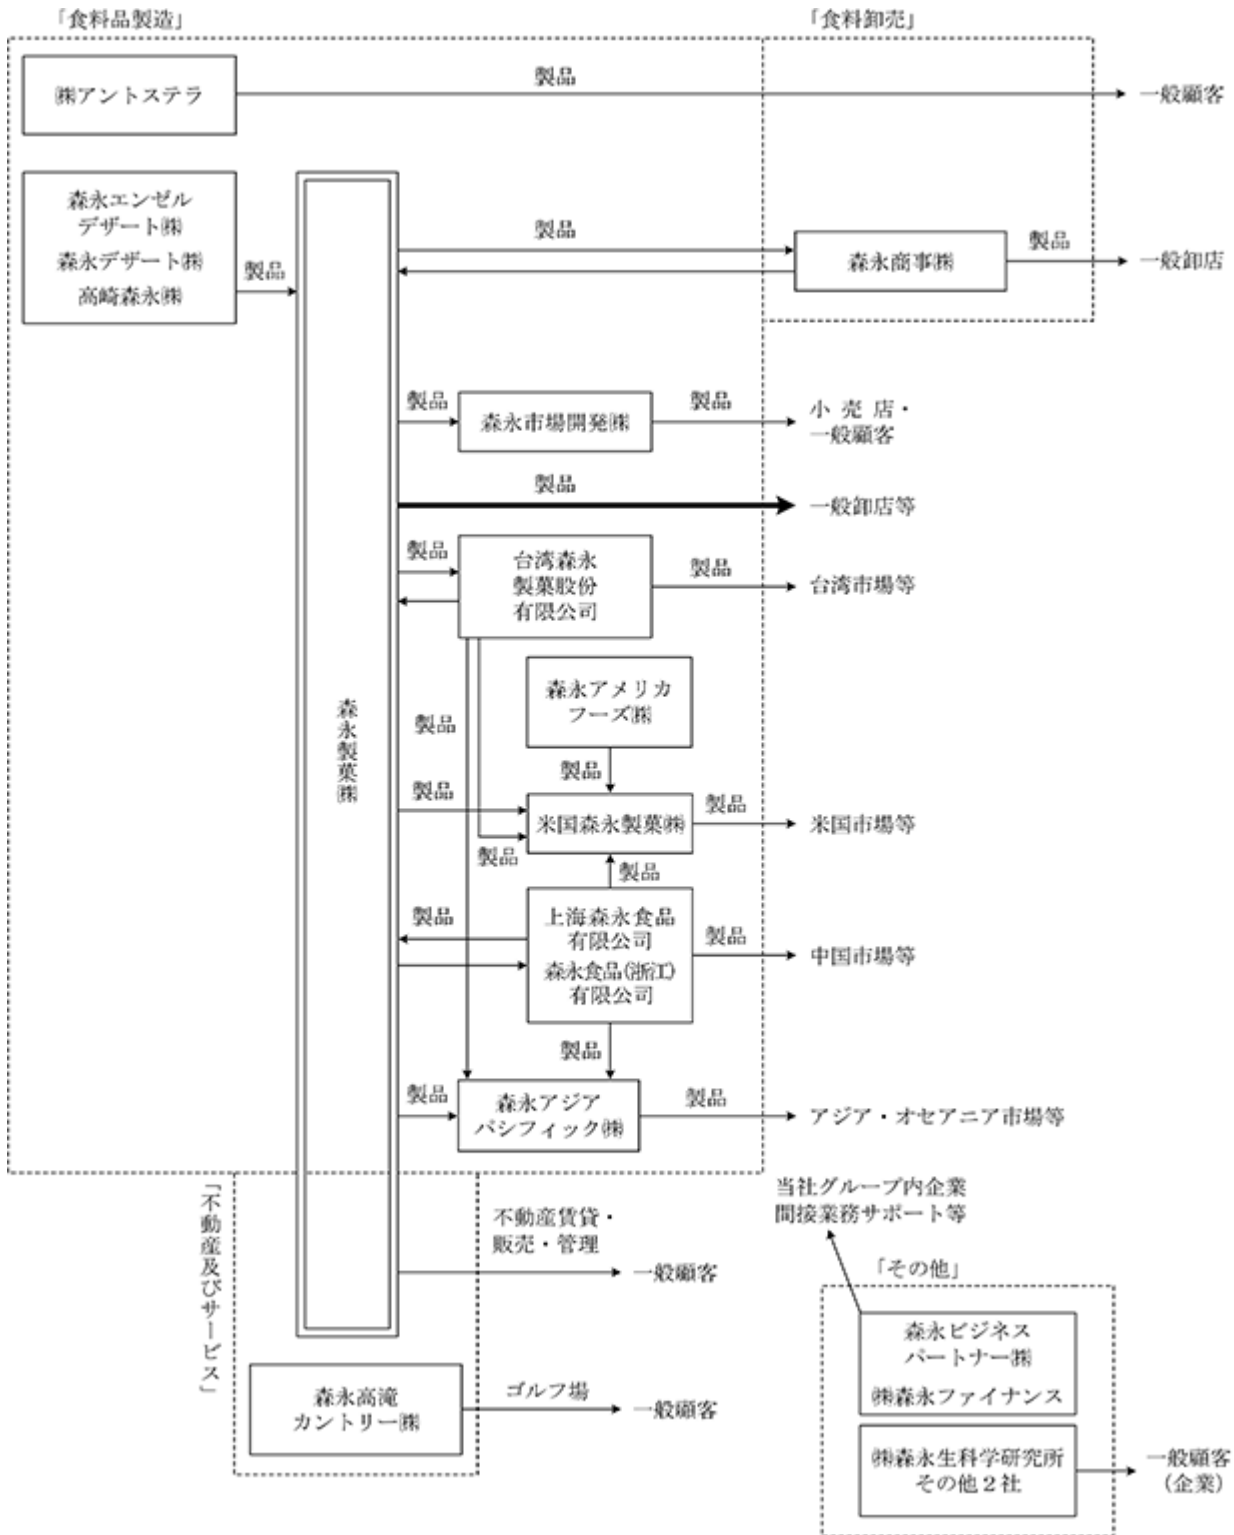 「食料品製造」
「食料卸売」
㈱アントステラ
製品
一般顧客
森永エンゼル
デザート㈱
森永デザート㈱
高崎森永㈱
製品
製品
森永商事㈱
製品
一般卸店
製品
森永市場開発㈱
製品
小売店・
一般顧客
製品
一般卸店等
製品
台湾森永
製菓股份
有限公司
製品
台湾市場等
森永製菓㈱
製品
森永アメリカ
フーズ㈱
製品
製品
米国森永製菓㈱
製品
米国市場等
製品
製品
製品
上海森永食品
有限公司
森永食品(浙江)
有限公司
製品
中国市場等
製品
製品
森永アジア
パシフィック㈱
製品
アジア・オセアニア市場等
「不動産及びサービス」
不動産賃貸・
販売・管理
一般顧客
森永高滝
カントリー㈱
ゴルフ場
一般顧客
当社グループ内企業
間接業務サポート等
「その他」
森永ビジネス
パートナー㈱
㈱森永ファイナンス
㈱森永生科学研究所
その他2社
一般顧客
(企業)